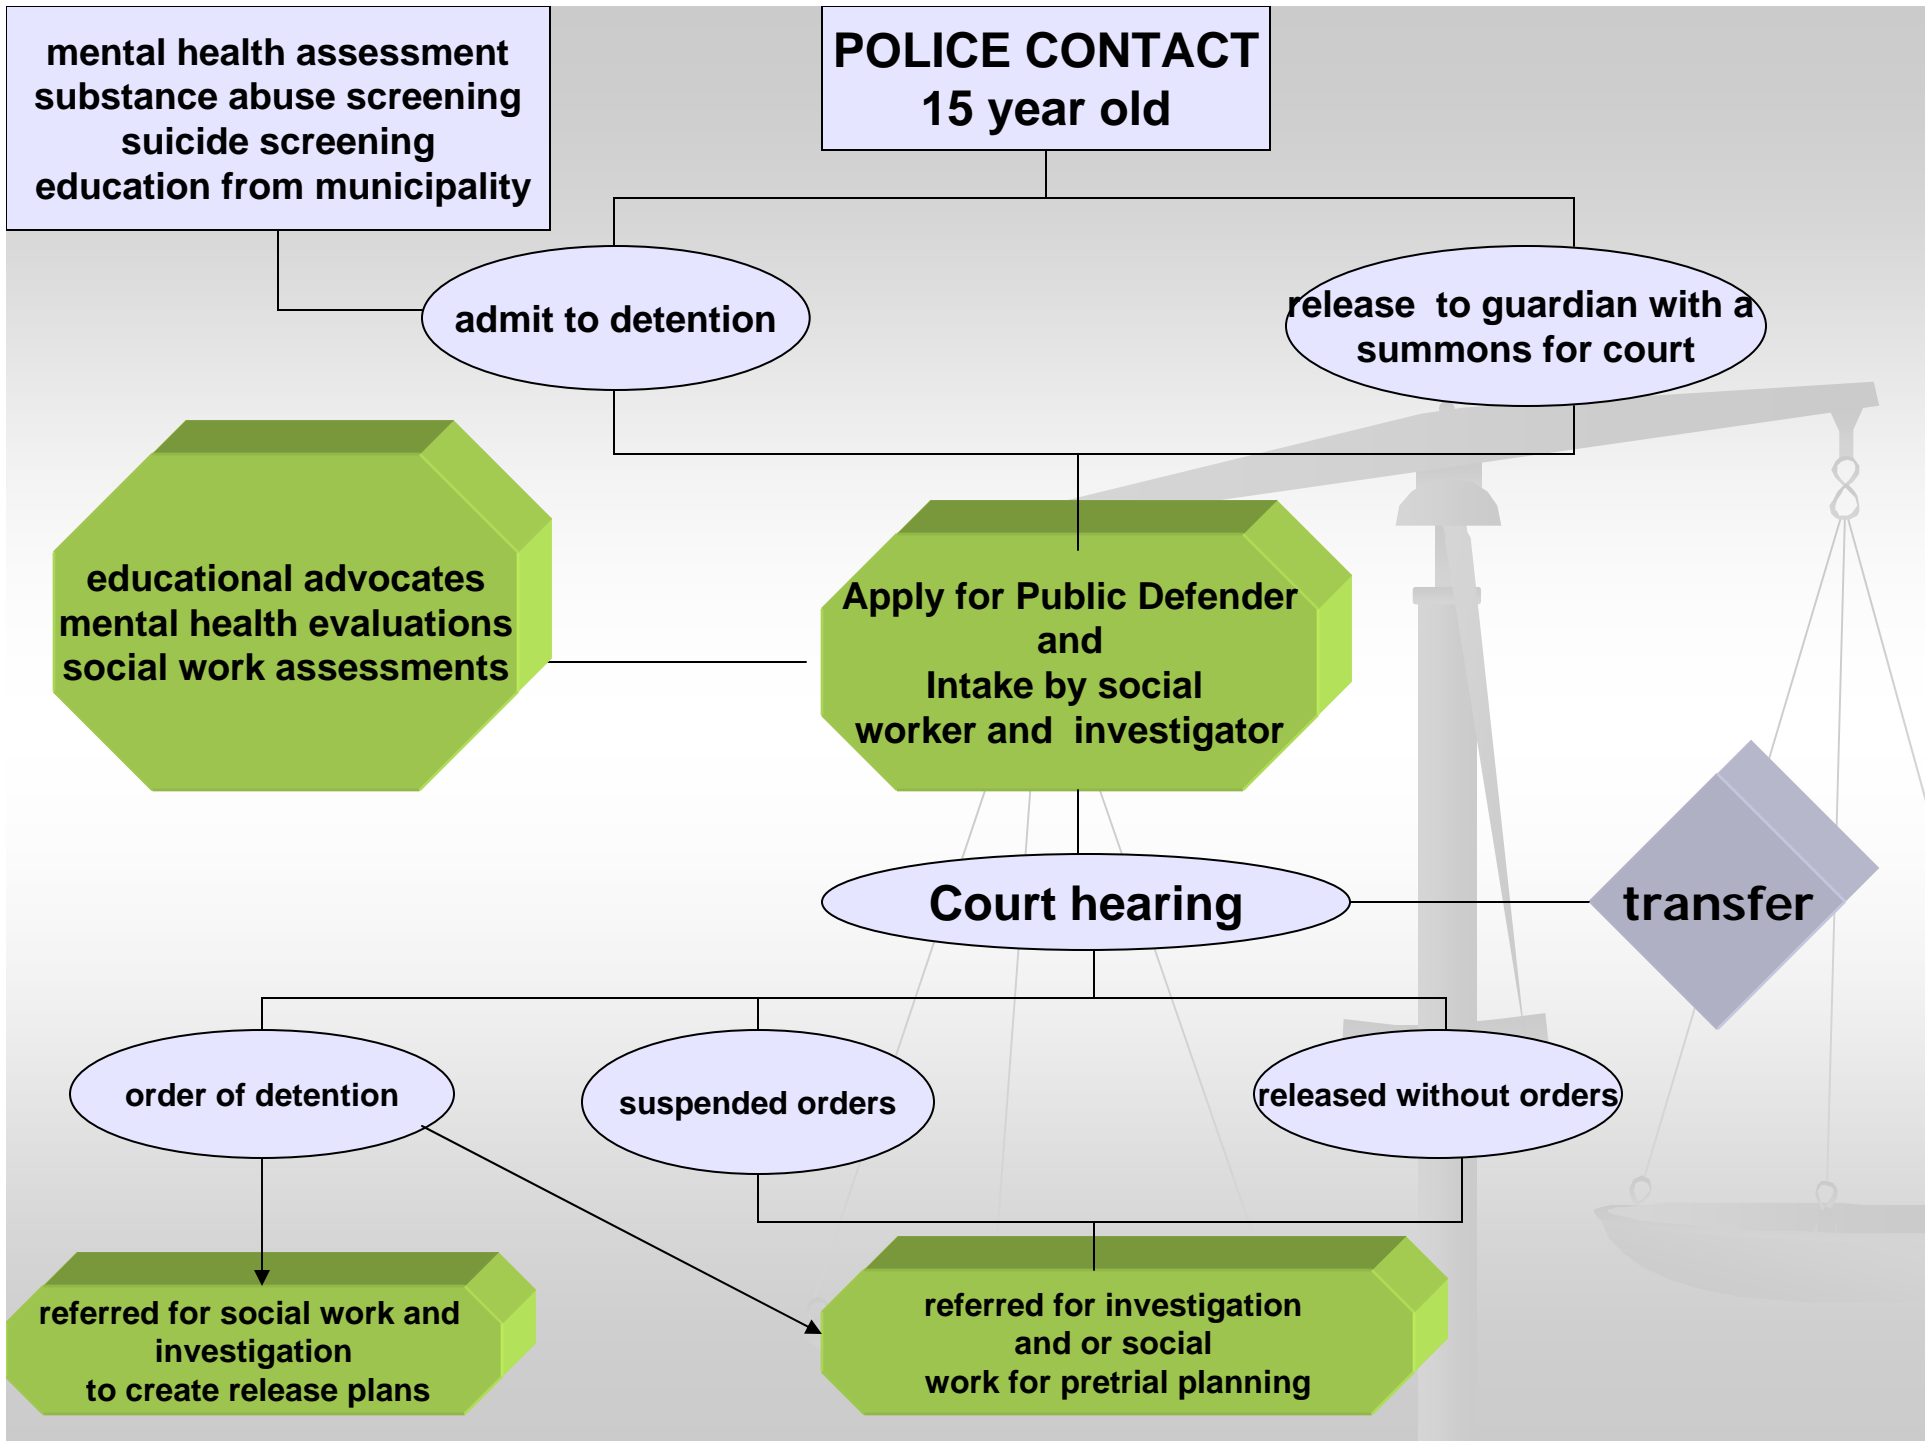 mental health assessment
substance abuse screening
suicide screening
education from municipality
POLICE CONTACT
15 year old
admit to detention
release to guardian with a
summons for court
educational advocates
mental health evaluations
social work assessments
Apply for Public Defender
and
Intake by social
worker and investigator
Court hearing
transfer
order of detention
suspended orders
released without orders
referred for social work and
investigation
to create release plans
referred for investigation
and or social
work for pretrial planning